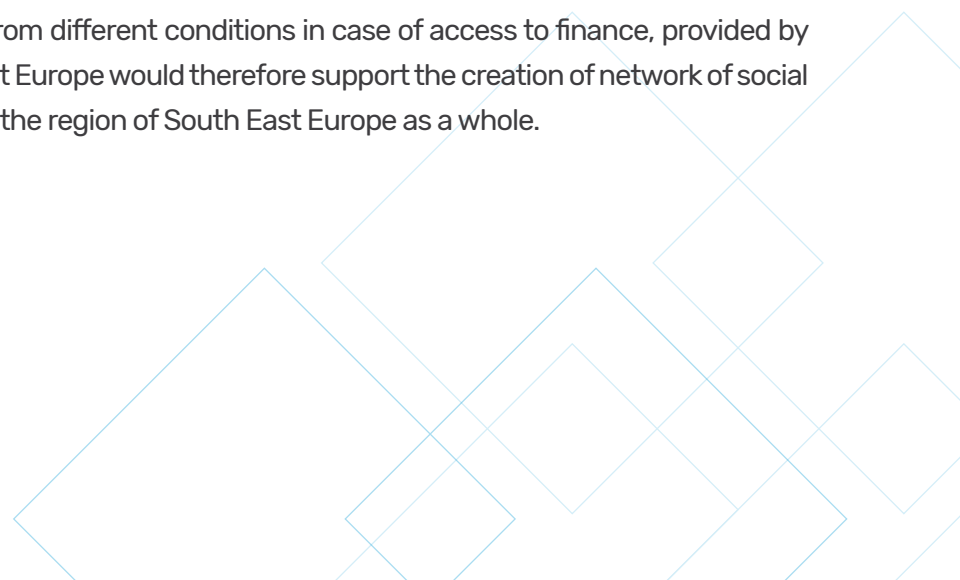 from different conditions in case of access to finance, provided by
t Europe would therefore support the creation of network of social
the region of South East Europe as a whole.